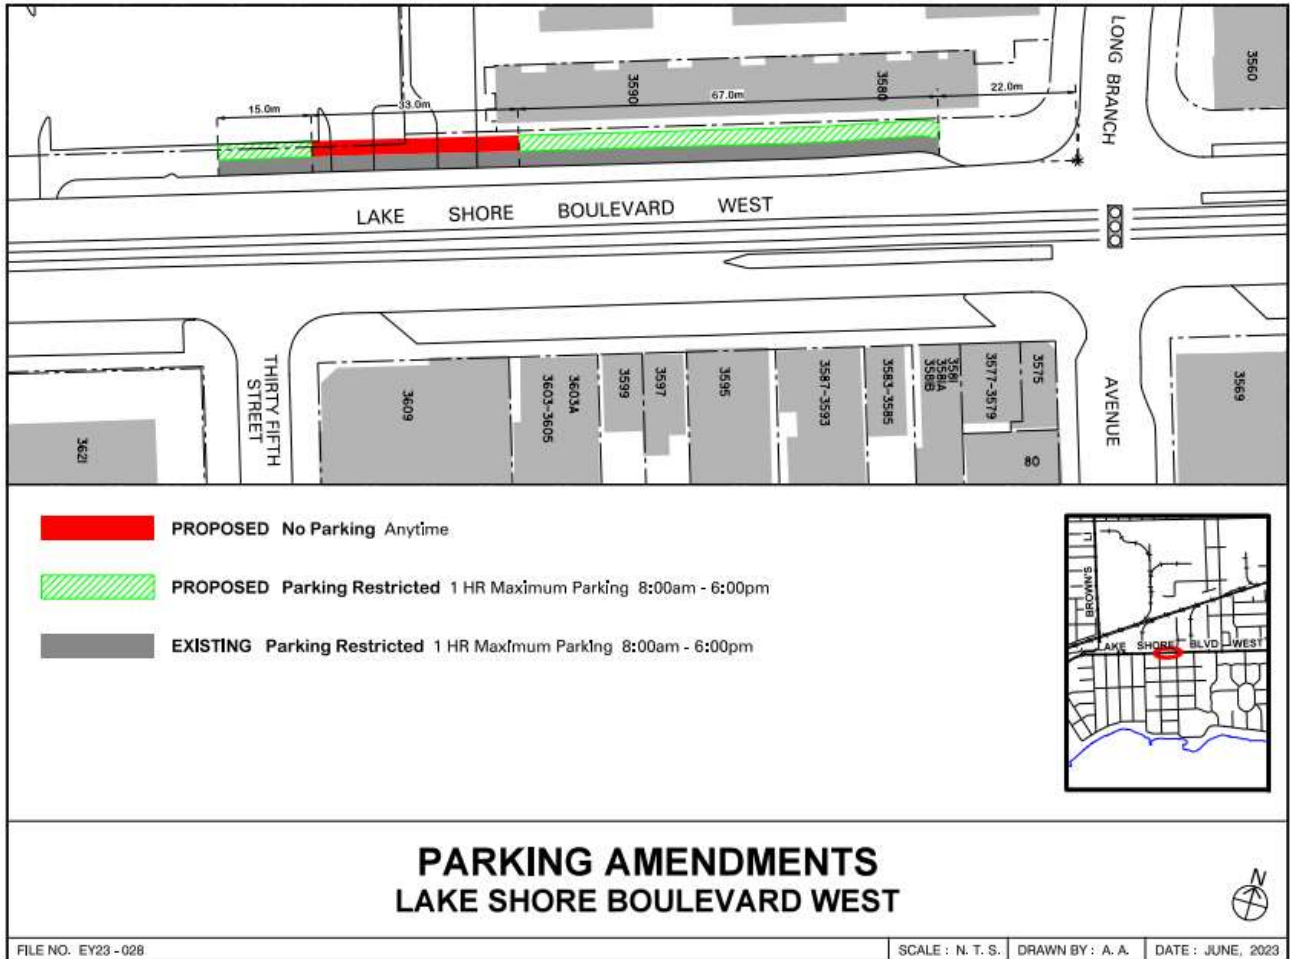 LONG BRANCH
3560
3590
3580
15.0m
33.0m
67.0m
22.0m
LAKE SHORE BOULEVARD WEST
THIRTY FIFTH
STREET
3621
3609
3603-3605
3603A
3599
3597
3595
3587-3593
3583-3585
3581
3581A
3581B
3577-3579
3575
80
AVENUE
3569
PROPOSED No Parking Anytime
PROPOSED Parking Restricted 1 HR Maximum Parking 8:00am - 6:00pm
EXISTING Parking Restricted 1 HR Maximum Parking 8:00am - 6:00pm
BROWN'S LI
LAKE SHORE BLVD WEST
PARKING AMENDMENTS
LAKE SHORE BOULEVARD WEST
N
FILE NO. EY23 - 028
SCALE : N. T. S.
DRAWN BY : A. A.
DATE : JUNE, 2023